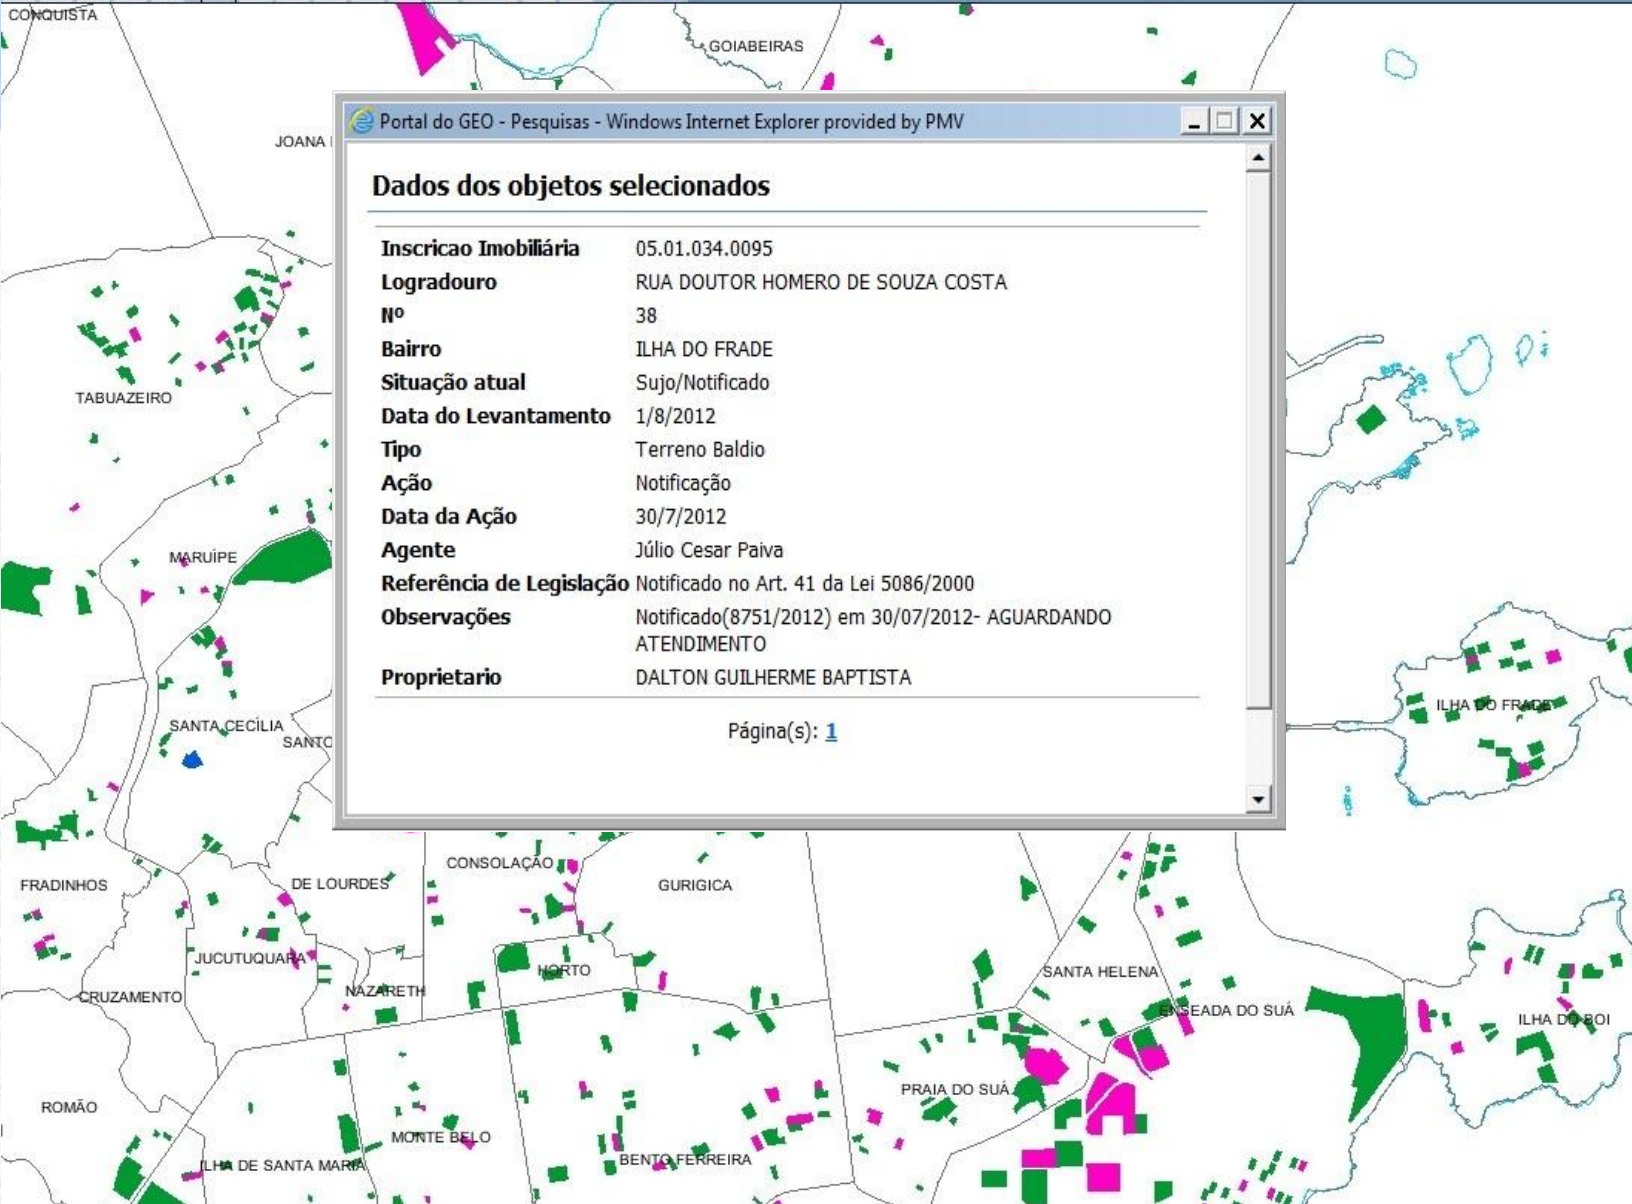 CONQUISTA
GOIABEIRAS
JOANA
Portal do GEO - Pesquisas - Windows Internet Explorer provided by PMV
Dados dos objetos selecionados
Inscricao Imobiliária 05.01.034.0095
Logradouro RUA DOUTOR HOMERO DE SOUZA COSTA
Nº 38
Bairro ILHA DO FRADE
Situação atual Sujo/Notificado
Data do Levantamento 1/8/2012
Tipo Terreno Baldio
Ação Notificação
Data da Ação 30/7/2012
Agente Júlio Cesar Paiva
Referência de Legislação Notificado no Art. 41 da Lei 5086/2000
Observações Notificado(8751/2012) em 30/07/2012- AGUARDANDO
ATENDIMENTO
Proprietario DALTON GUILHERME BAPTISTA
Página(s): 1
TABUAZEIRO
MARUÍPE
SANTA CECÍLIA
SANTO
ILHA DO FRADE
CONSOLAÇÃO
FRADINHOS
DE LOURDES
GURIGICA
JUCUTUQUARA
HORTO
SANTA HELENA
CRUZAMENTO
NAZARETH
ENSEADA DO SUÁ
ILHA DO BOI
PRAIA DO SUÁ
ROMÃO
MONTE BELO
ILHA DE SANTA MARIA
BENTO FERREIRA